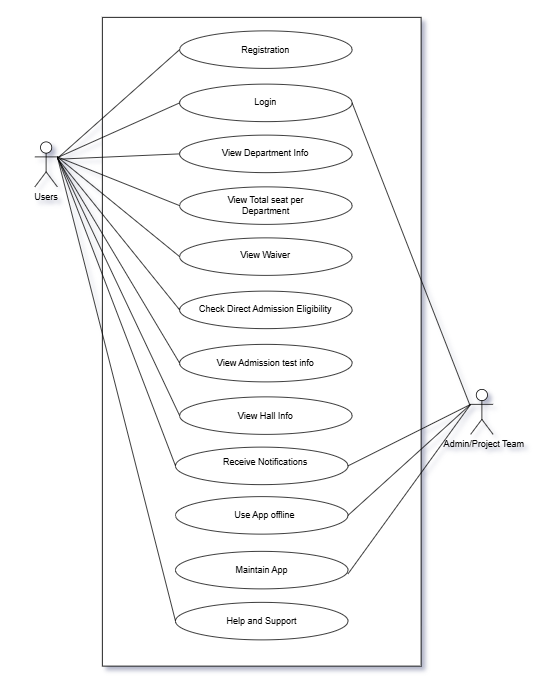 Registration
Login
View Department Info
Users
View Total seat per
Department
View Waiver
Check Direct Admission Eligibility
View Admission test info
View Hall Info
Admin/Project Team
Receive Notifications
Use App offline
Maintain App
Help and Support